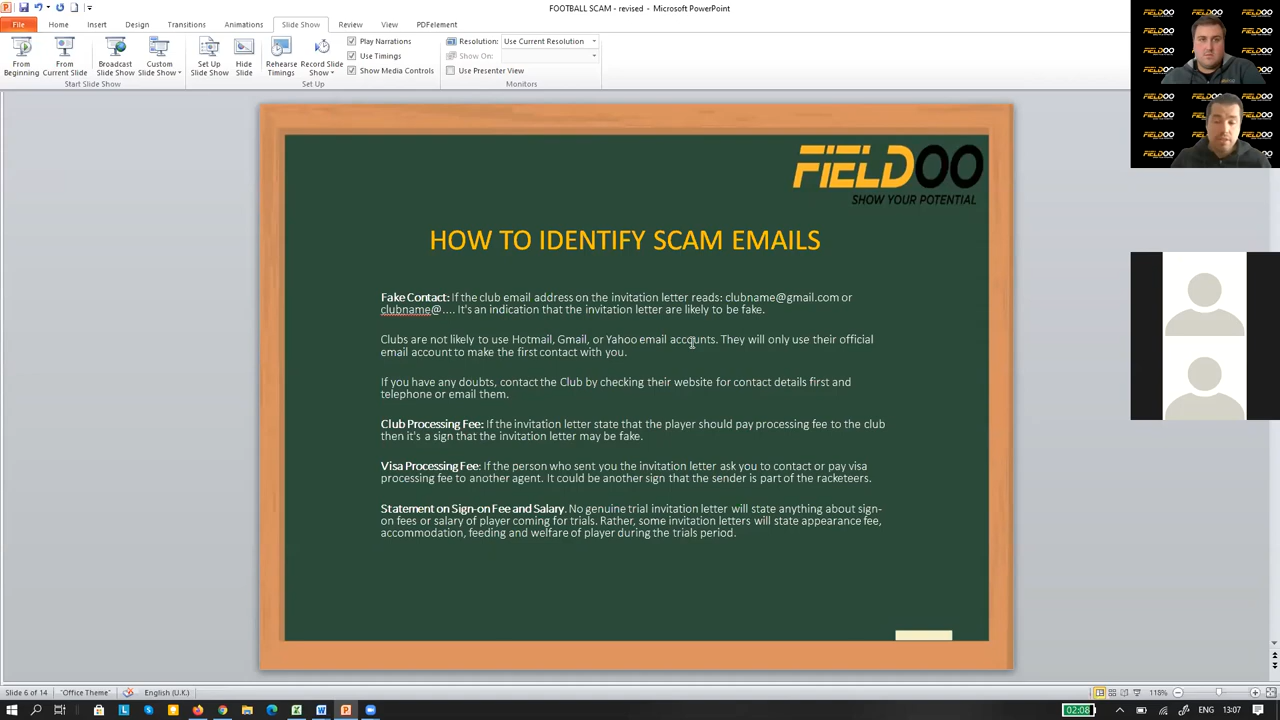 FOOTBALL SCAM - revised - Microsoft PowerPoint
File Home Insert Design Transitions Animations Slide Show Review View PDFelement
From Beginning
From Current Slide
Broadcast Slide Show
Custom Slide Show
Set Up Slide Show
Hide Slide
Rehearse Timings
Record Slide Show
Play Narrations
Use Timings
Show Media Controls
Resolution: Use Current Resolution
Show On:
Use Presenter View
Start Slide Show
Set Up
Monitors
FIELDOO
SHOW YOUR POTENTIAL
HOW TO IDENTIFY SCAM EMAILS
Fake Contact: If the club email address on the invitation letter reads: clubname@gmail.com or
clubname@.... It's an indication that the invitation letter are likely to be fake.
Clubs are not likely to use Hotmail, Gmail, or Yahoo email accounts. They will only use their official
email account to make the first contact with you.
If you have any doubts, contact the Club by checking their website for contact details first and
telephone or email them.
Club Processing Fee: If the invitation letter state that the player should pay processing fee to the club
then it's a sign that the invitation letter may be fake.
Visa Processing Fee: If the person who sent you the invitation letter ask you to contact or pay visa
processing fee to another agent. It could be another sign that the sender is part of the racketeers.
Statement on Sign-on Fee and Salary. No genuine trial invitation letter will state anything about sign-
on fees or salary of player coming for trials. Rather, some invitation letters will state appearance fee,
accommodation, feeding and welfare of player during the trials period.
Slide 6 of 14 "Office Theme" English (U.K.) 118%
02:08 ENG 13:07